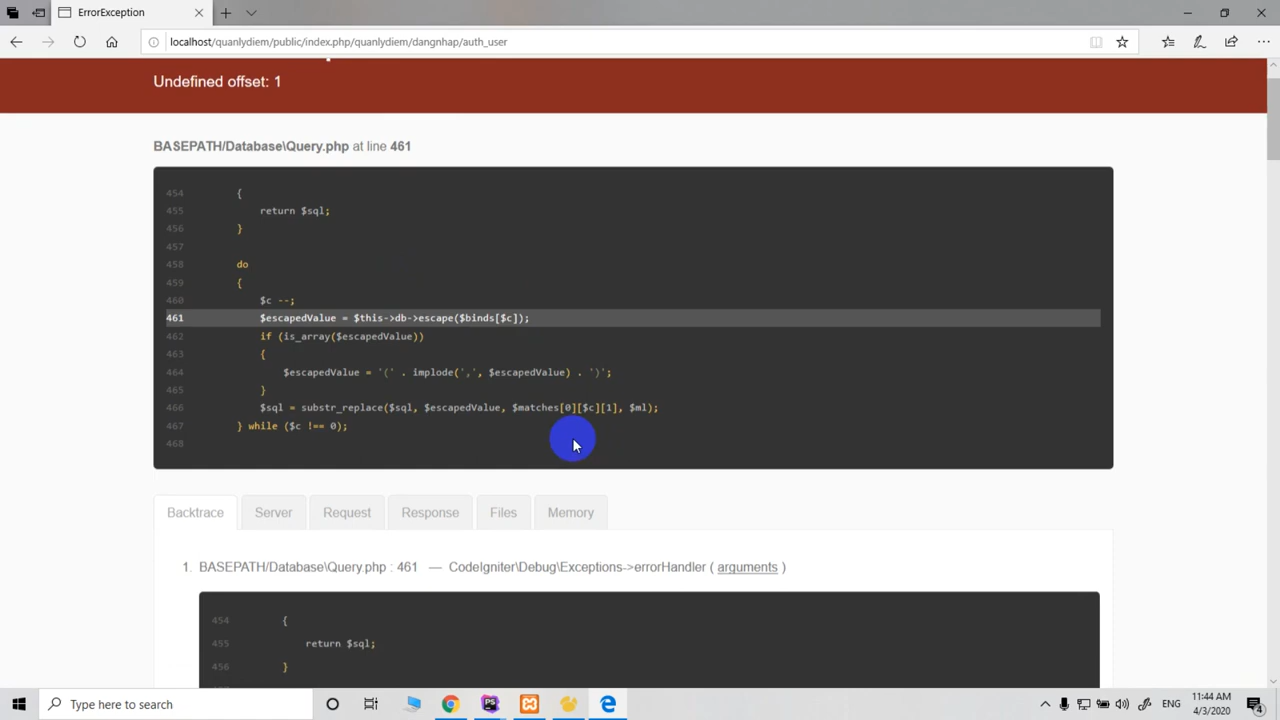 ErrorException
localhost/quanlydiem/public/index.php/quanlydiem/dangnhap/auth_user
Undefined offset: 1
BASEPATH/Database\Query.php at line 461
454 {
455 return $sql;
456 }
457
458 do
459 {
460 $c --;
461 $escapedValue = $this->db->escape($binds[$c]);
462 if (is_array($escapedValue))
463 {
464 $escapedValue = '(' . implode(',', $escapedValue) . ')';
465 }
466 $sql = substr_replace($sql, $escapedValue, $matches[0][$c][1], $ml);
467 } while ($c !== 0);
468
Backtrace Server Request Response Files Memory
1. BASEPATH/Database\Query.php : 461 — CodeIgniter\Debug\Exceptions->errorHandler ( arguments )
454 {
455 return $sql;
456 }
Type here to search
PS
ENG
11:44 AM
4/3/2020
4